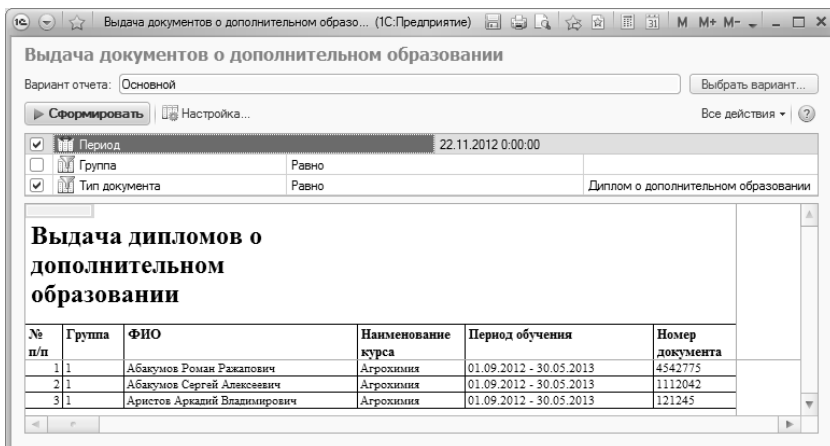 Выдача документов о дополнительном образо... (1С:Предприятие) M M+ M-
Выдача документов о дополнительном образовании
Вариант отчета: Основной Выбрать вариант...
Сформировать Настройка... Все действия
Период 22.11.2012 0:00:00
Группа Равно
Тип документа Равно Диплом о дополнительном образовании
Выдача дипломов о
дополнительном
образовании
№ Группа ФИО Наименование Период обучения Номер
п/п курса документа
1 1 Абакумов Роман Ражапович Агрохимия 01.09.2012 - 30.05.2013 4542775
2 1 Абакумов Сергей Алексеевич Агрохимия 01.09.2012 - 30.05.2013 1112042
3 1 Аристов Аркадий Владимирович Агрохимия 01.09.2012 - 30.05.2013 121245